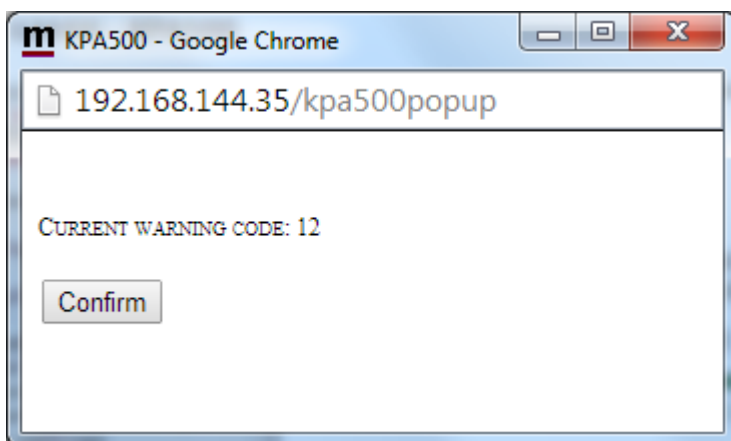 m KPA500 - Google Chrome
192.168.144.35/kpa500popup
Current warning code: 12
Confirm